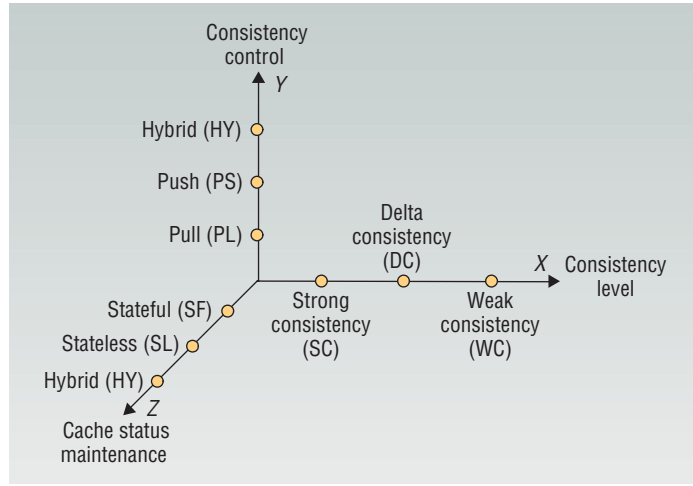 Consistency
control
Y
Hybrid (HY)
Push (PS)
Pull (PL)
Delta
consistency
(DC)
X
Consistency
level
Strong
consistency
(SC)
Weak
consistency
(WC)
Stateful (SF)
Stateless (SL)
Hybrid (HY)
Z
Cache status
maintenance